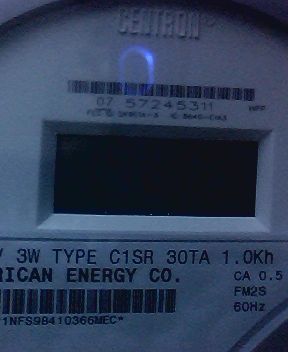 CENTRON
07 57245311
3W TYPE C1SR 30TA 1.0Kh
RICAN ENERGY CO. CA 0.5
FM2S
1NFS98410366MEC* 60Hz